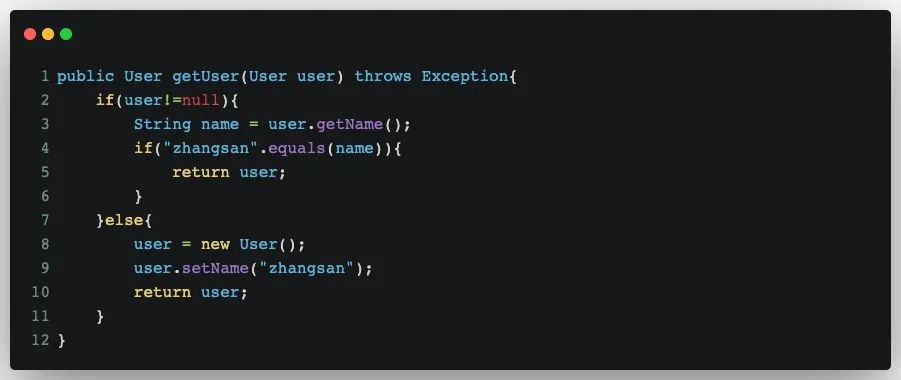 1 public User getUser(User user) throws Exception{
2     if(user!=null){
3         String name = user.getName();
4         if("zhangsan".equals(name)){
5             return user;
6         }
7     }else{
8         user = new User();
9         user.setName("zhangsan");
10         return user;
11     }
12 }